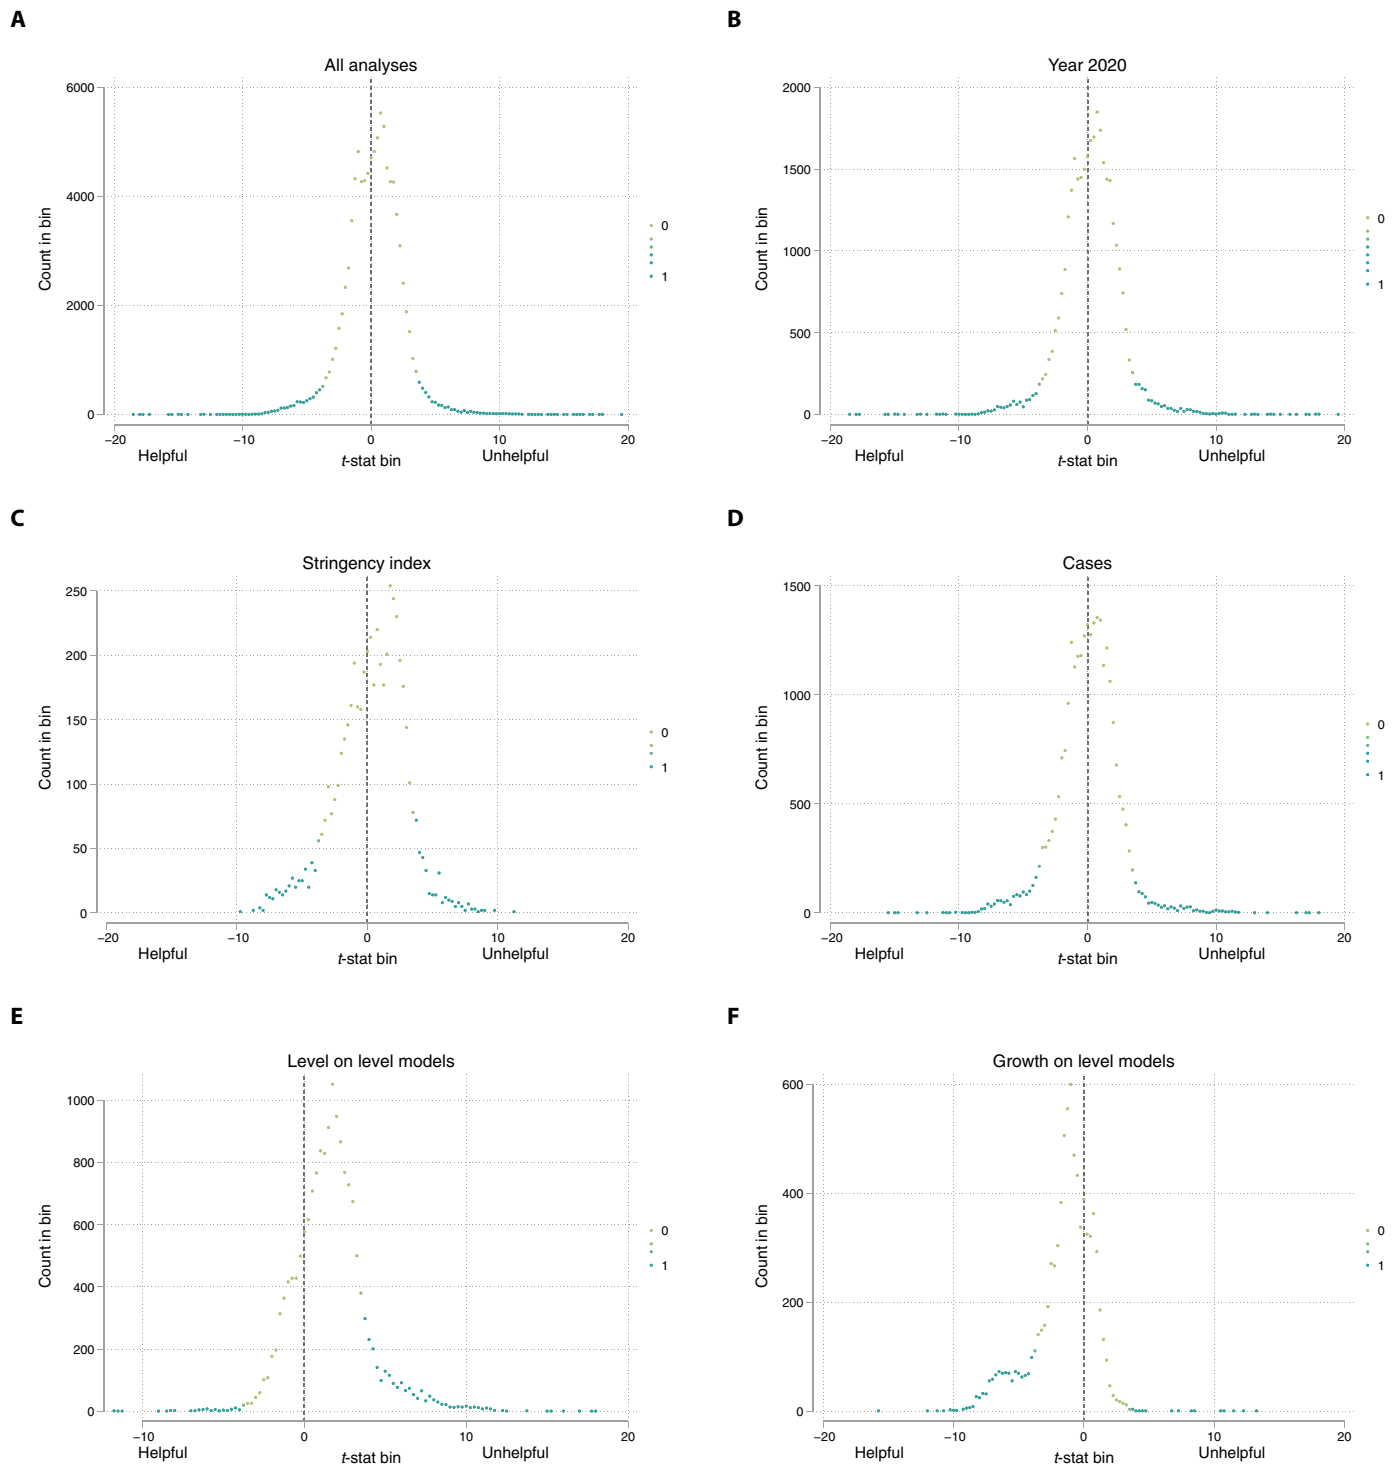 A
All analyses
6000
4000
2000
0
Count in bin
−20 −10 0 10 20
Helpful t-stat bin Unhelpful
0
1
B
Year 2020
2000
1500
1000
500
0
Count in bin
−20 −10 0 10 20
Helpful t-stat bin Unhelpful
0
1
C
Stringency index
250
200
150
100
50
0
Count in bin
−20 −10 0 10 20
Helpful t-stat bin Unhelpful
0
1
D
Cases
1500
1000
500
0
Count in bin
−20 −10 0 10 20
Helpful t-stat bin Unhelpful
0
1
E
Level on level models
1000
800
600
400
200
0
Count in bin
−10 0 10 20
Helpful t-stat bin Unhelpful
0
1
F
Growth on level models
600
400
200
0
Count in bin
−20 −10 0 10 20
Helpful t-stat bin Unhelpful
0
1